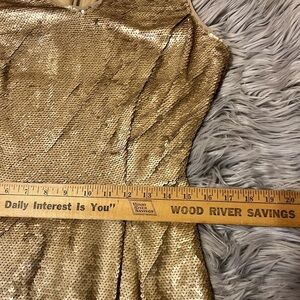 6 7 8 9 10 11 12 13 14 15 16 17 18 19 20
Daily Interest Is You" WOOD RIVER SAVINGS